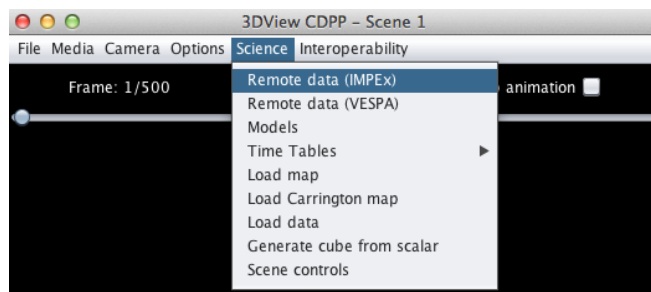 3DView CDPP - Scene 1
File Media Camera Options Science Interoperability
Frame: 1/500
Remote data (IMPEx)
animation
Remote data (VESPA)
Models
Time Tables
Load map
Load Carrington map
Load data
Generate cube from scalar
Scene controls